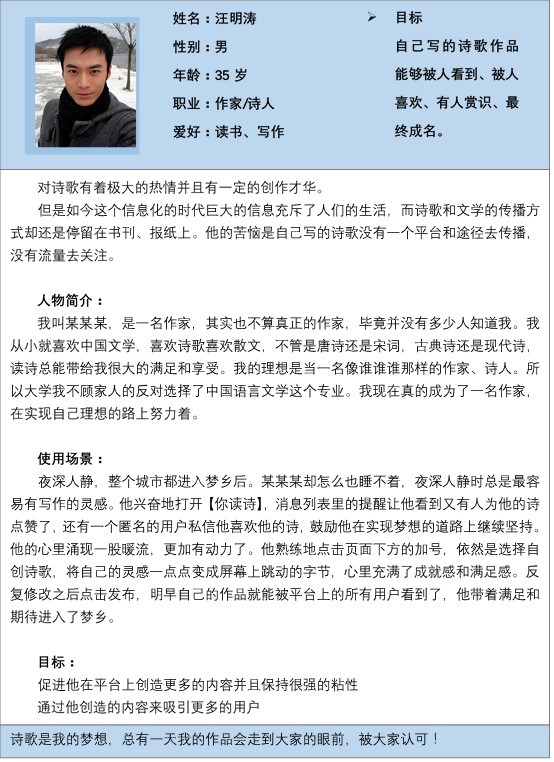 姓名：汪明涛
性别：男
年龄：35 岁
职业：作家/诗人
爱好：读书、写作
➢ 目标
自己写的诗歌作品
能够被人看到、被人
喜欢、有人赏识、最
终成名。
对诗歌有着极大的热情并且有一定的创作才华。
但是如今这个信息化的时代巨大的信息充斥了人们的生活，而诗歌和文学的传播方
式却还是停留在书刊、报纸上。他的苦恼是自己写的诗歌没有一个平台和途径去传播，
没有流量去关注。
人物简介：
我叫某某某，是一名作家，其实也不算真正的作家，毕竟并没有多少人知道我。我
从小就喜欢中国文学，喜欢诗歌喜欢散文，不管是唐诗还是宋词，古典诗还是现代诗，
读诗总能带给我很大的满足和享受。我的理想是当一名像谁谁谁那样的作家、诗人。所
以大学我不顾家人的反对选择了中国语言文学这个专业。我现在真的成为了一名作家，
在实现自己理想的路上努力着。
使用场景：
夜深人静，整个城市都进入梦乡后。某某某却怎么也睡不着，夜深人静时总是最容
易有写作的灵感。他兴奋地打开【你读诗】，消息列表里的提醒让他看到又有人为他的诗
点赞了，还有一个匿名的用户私信他喜欢他的诗，鼓励他在实现梦想的道路上继续坚持。
他的心里涌现一股暖流，更加有动力了。他熟练地点击页面下方的加号，依然是选择自
创诗歌，将自己的灵感一点点变成屏幕上跳动的字节，心里充满了成就感和满足感。反
复修改之后点击发布，明早自己的作品就能被平台上的所有用户看到了，他带着满足和
期待进入了梦乡。
目标：
促进他在平台上创造更多的内容并且保持很强的粘性
通过他创造的内容来吸引更多的用户
诗歌是我的梦想，总有一天我的作品会走到大家的眼前，被大家认可！